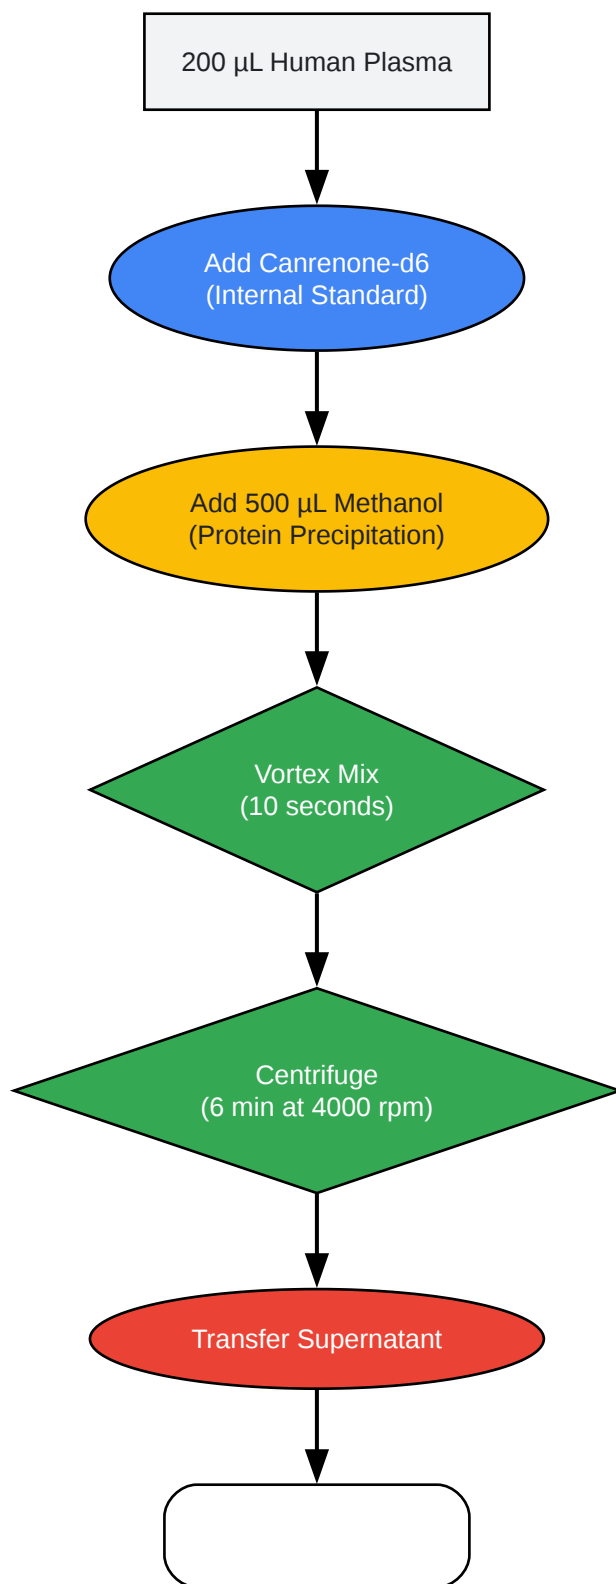 200 µL Human Plasma
Add Canrenone-d6
(Internal Standard)
Add 500 µL Methanol
(Protein Precipitation)
Vortex Mix
(10 seconds)
Centrifuge
(6 min at 4000 rpm)
Transfer Supernatant